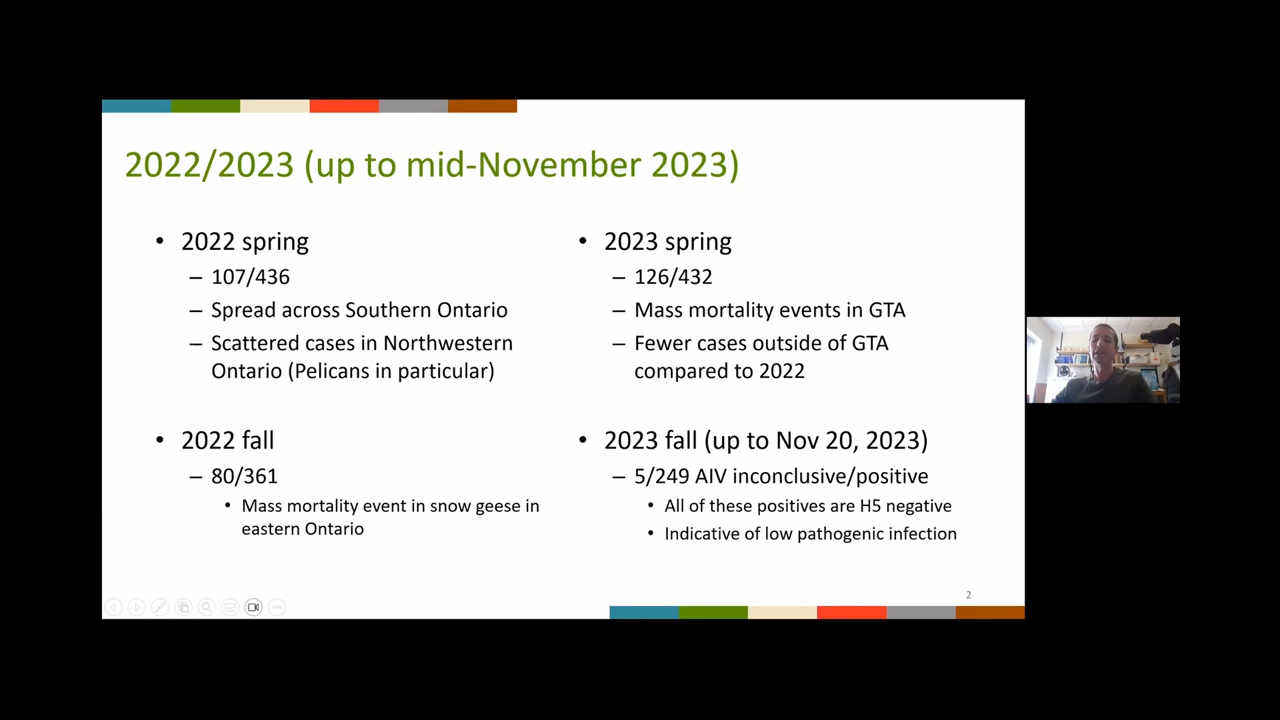 2022/2023 (up to mid-November 2023)
• 2022 spring
– 107/436
– Spread across Southern Ontario
– Scattered cases in Northwestern
Ontario (Pelicans in particular)
• 2022 fall
– 80/361
• Mass mortality event in snow geese in
eastern Ontario
• 2023 spring
– 126/432
– Mass mortality events in GTA
– Fewer cases outside of GTA
compared to 2022
• 2023 fall (up to Nov 20, 2023)
– 5/249 AIV inconclusive/positive
• All of these positives are H5 negative
• Indicative of low pathogenic infection
2